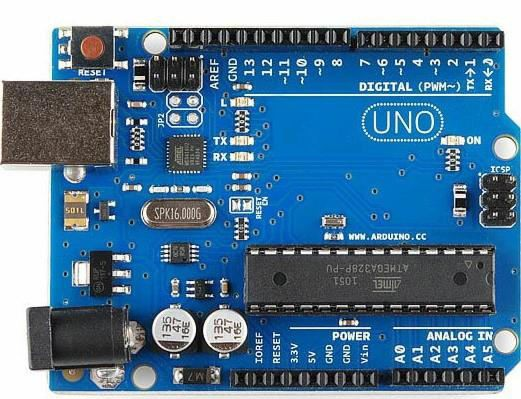 RESET
AREF
GND
13
12
~11
~10
~9
8
7
~6
~5
4
~3
2
TX→1
RX←0
DIGITAL (PWM~)
JP2
TX
RX
UNO
ON
ICSP
RESET
EN
SPK16.000G
WWW.ARDUINO.CC
1051
ATMEL
ATMEGA328P-PU
135
47
16E
135
47
16E
M7
POWER
ANALOG IN
IOREF
RESET
3.3V
5V
GND
GND
Vin
A0
A1
A2
A3
A4
A5